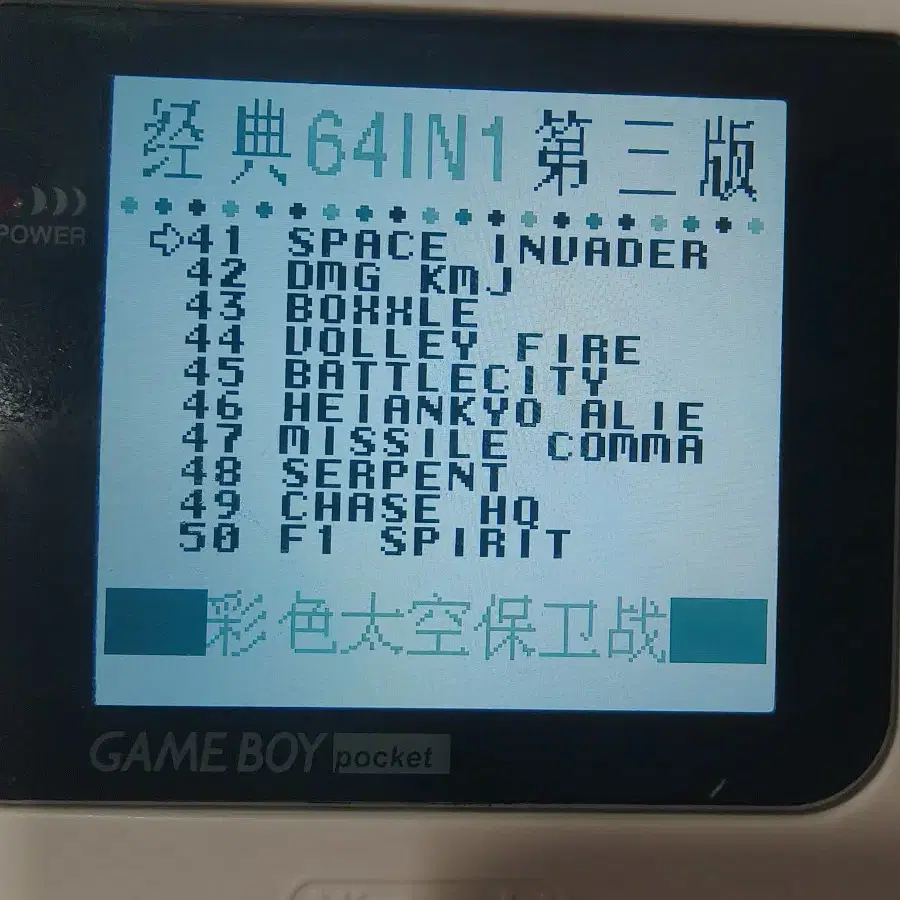 经典64IN1第三版
POWER
⇨41 SPACE INVADER
42 DMG KMJ
43 BOXXLE
44 VOLLEY FIRE
45 BATTLECITY
46 HEIANKYO ALIE
47 MISSILE COMMA
48 SERPENT
49 CHASE HQ
50 F1 SPIRIT
彩色太空保卫战
GAME BOY pocket